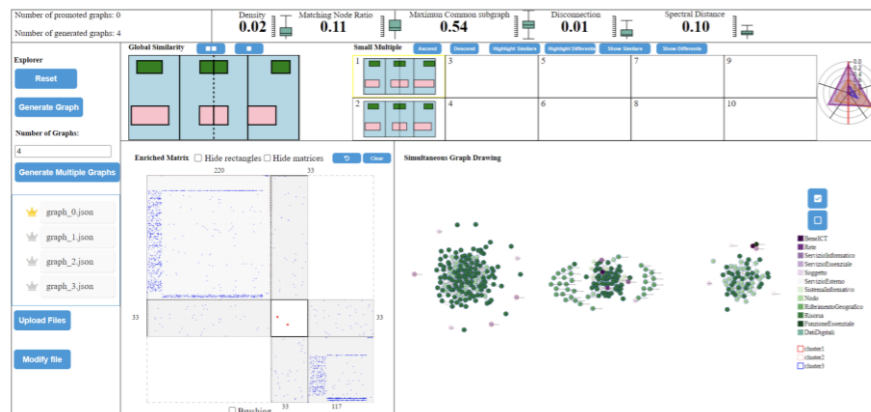 Number of promoted graphs: 0
Number of generated graphs: 4
Density
0.02
Matching Node Ratio
0.11
Maximum Common subgraph
0.54
Disconnection
0.01
Spectral Distance
0.10
Explorer
Reset
Generate Graph
Number of Graphs:
4
Generate Multiple Graphs
graph_0.json
graph_1.json
graph_2.json
graph_3.json
Upload Files
Modify file
Global Similarity
Small Multiple
Ascend
Descend
Highlight Similars
Highlight Differents
Show Similars
Show Differents
1
3
5
7
9
2
4
6
8
10
Enriched Matrix
Hide rectangles
Hide matrices
Clear
220
33
33
33
33
117
Brushing
Simultaneous Graph Drawing
BeneICT
Rete
ServizioInformatico
ServizioEssenziale
Soggetto
ServizioEsterno
SistemaInformativo
Nodo
RiferimentoGeografico
Risorsa
FunzioneEssenziale
DatiDigitali
cluster1
cluster2
cluster3